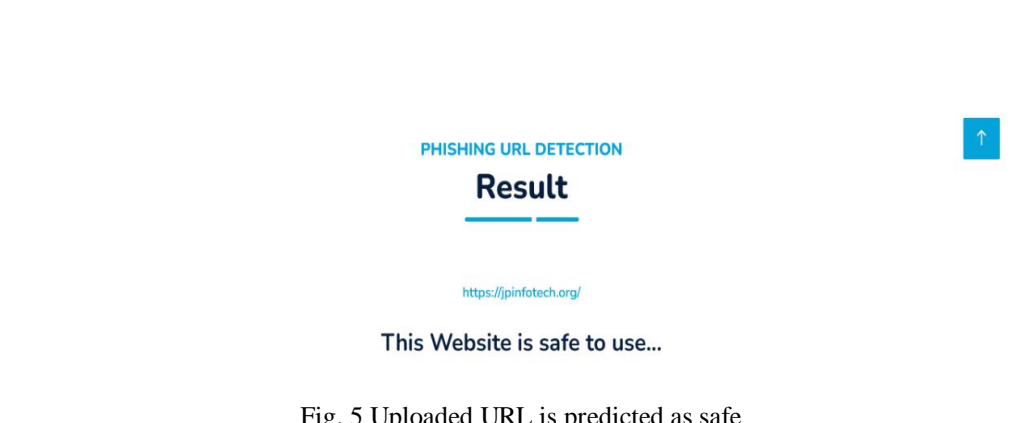 PHISHING URL DETECTION
Result
https://jpinfotech.org/
This Website is safe to use...
Fig. 5 Uploaded URL is predicted as safe